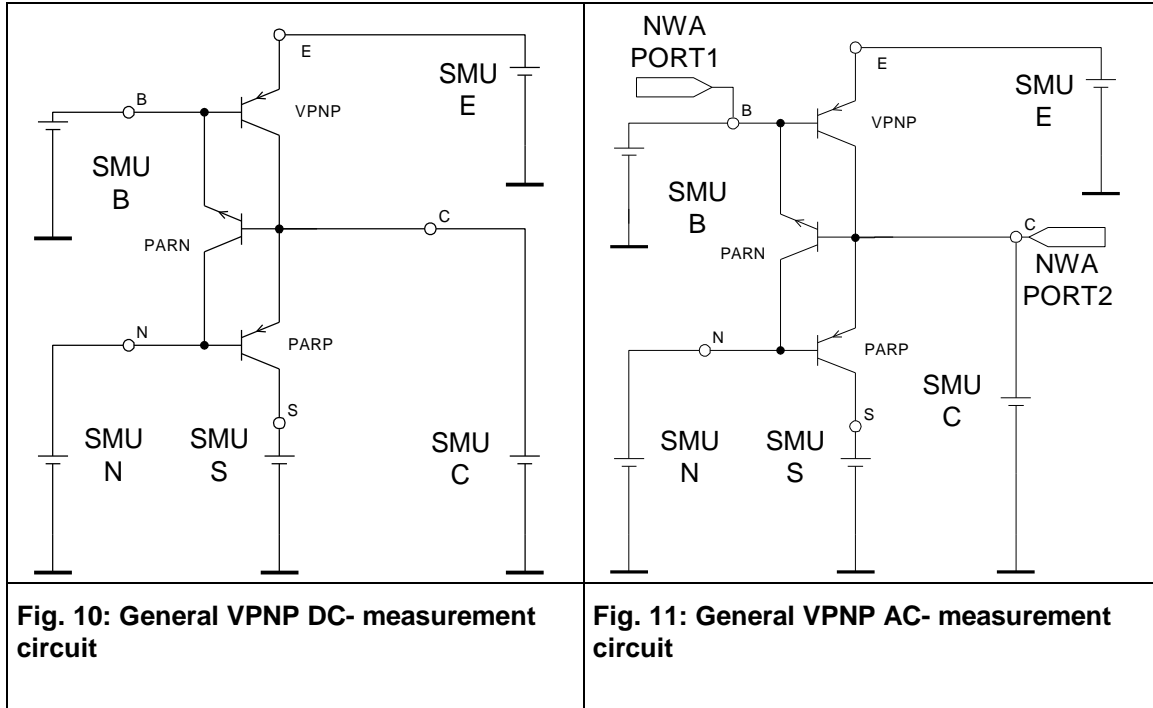 E
SMU
E
B
VPNP
SMU
B
C
PARN
N
PARP
S
SMU
N
SMU
S
SMU
C
NWA
PORT1
E
SMU
E
B
VPNP
SMU
B
C
NWA
PORT2
PARN
N
PARP
S
SMU
C
SMU
N
SMU
S
Fig. 10: General VPNP DC- measurement
circuit
Fig. 11: General VPNP AC- measurement
circuit